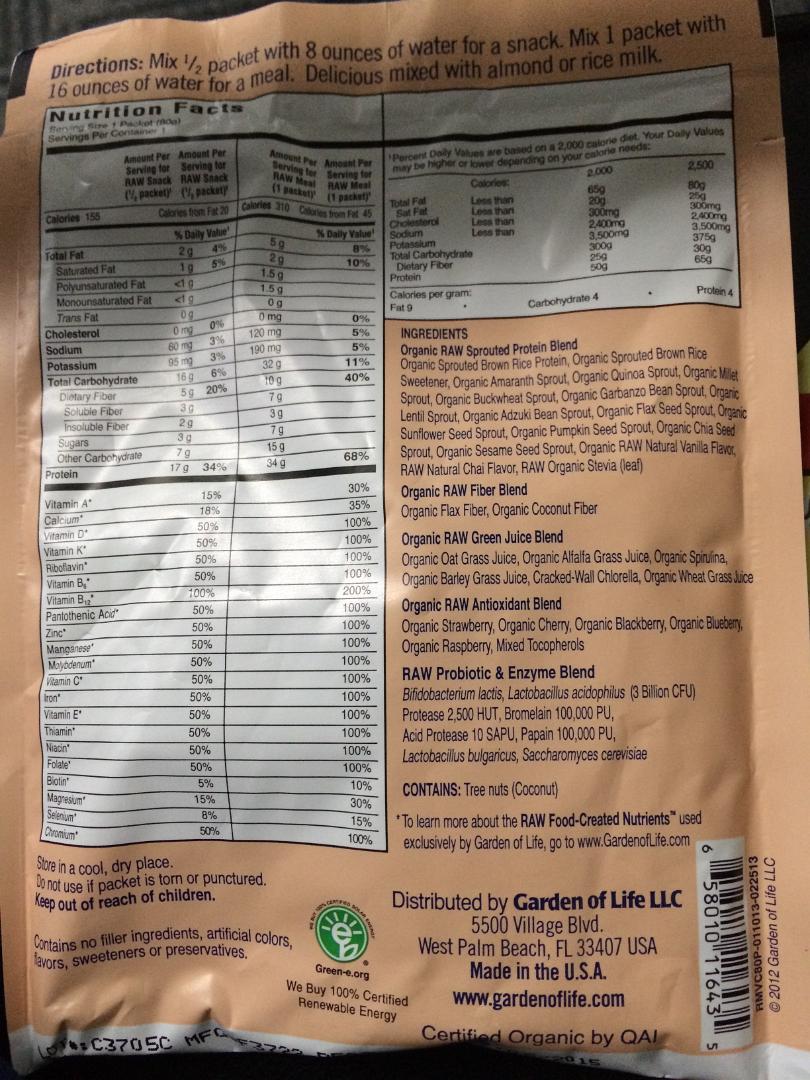 Directions: Mix 1/2 packet with 8 ounces of water for a snack. Mix 1 packet with
16 ounces of water for a meal. Delicious mixed with almond or rice milk.
Nutrition Facts
Serving Size 1 Packet (80g)
Servings Per Container 1
Amount Per Serving for RAW Snack (½ packet)¹ Amount Per Serving for RAW Snack (½ packet)¹ Amount Per Serving for RAW Meal (1 packet)¹ Amount Per Serving for RAW Meal (1 packet)¹
Calories 155 Calories from Fat 20 Calories 310 Calories from Fat 45
% Daily Value¹ % Daily Value¹
Total Fat 2 g 4% 5 g 8%
Saturated Fat 1 g 5% 2 g 10%
Polyunsaturated Fat <1 g 1.5 g
Monounsaturated Fat <1 g 1.5 g
Trans Fat 0 g 0 g
Cholesterol 0 mg 0% 0 mg 0%
Sodium 60 mg 3% 120 mg 5%
Potassium 95 mg 3% 190 mg 5%
Total Carbohydrate 16 g 6% 32 g 11%
Dietary Fiber 5 g 20% 10 g 40%
Soluble Fiber 3 g 7 g
Insoluble Fiber 2 g 3 g
Sugars 3 g 7 g
Other Carbohydrate 7 g 15 g
Protein 17 g 34% 34 g 68%
Vitamin A* 15% 30%
Calcium* 18% 35%
Vitamin D* 50% 100%
Vitamin K* 50% 100%
Riboflavin* 50% 100%
Vitamin B6* 50% 100%
Vitamin B12* 100% 200%
Pantothenic Acid* 50% 100%
Zinc* 50% 100%
Manganese* 50% 100%
Molybdenum* 50% 100%
Vitamin C* 50% 100%
Iron* 50% 100%
Vitamin E* 50% 100%
Thiamin* 50% 100%
Niacin* 50% 100%
Folate* 50% 100%
Biotin* 5% 10%
Magnesium* 15% 30%
Selenium* 8% 15%
Chromium* 50% 100%
Store in a cool, dry place.
Do not use if packet is torn or punctured.
Keep out of reach of children.
Contains no filler ingredients, artificial colors,
flavors, sweeteners or preservatives.
¹Percent Daily Values are based on a 2,000 calorie diet. Your Daily Values
may be higher or lower depending on your calorie needs:
Calories: 2,000 2,500
Total Fat Less than 65g 80g
Sat Fat Less than 20g 25g
Cholesterol Less than 300mg 300mg
Sodium Less than 2,400mg 2,400mg
Potassium 3,500mg 3,500mg
Total Carbohydrate 300g 375g
Dietary Fiber 25g 30g
Protein 50g 65g
Calories per gram:
Fat 9 • Carbohydrate 4 • Protein 4
INGREDIENTS
Organic RAW Sprouted Protein Blend
Organic Sprouted Brown Rice Protein, Organic Sprouted Brown Rice
Sweetener, Organic Amaranth Sprout, Organic Quinoa Sprout, Organic Millet
Sprout, Organic Buckwheat Sprout, Organic Garbanzo Bean Sprout, Organic
Lentil Sprout, Organic Adzuki Bean Sprout, Organic Flax Seed Sprout, Organic
Sunflower Seed Sprout, Organic Pumpkin Seed Sprout, Organic Chia Seed
Sprout, Organic Sesame Seed Sprout, Organic RAW Natural Vanilla Flavor,
RAW Natural Chai Flavor, RAW Organic Stevia (leaf)
Organic RAW Fiber Blend
Organic Flax Fiber, Organic Coconut Fiber
Organic RAW Green Juice Blend
Organic Oat Grass Juice, Organic Alfalfa Grass Juice, Organic Spirulina,
Organic Barley Grass Juice, Cracked-Wall Chlorella, Organic Wheat Grass Juice
Organic RAW Antioxidant Blend
Organic Strawberry, Organic Cherry, Organic Blackberry, Organic Blueberry,
Organic Raspberry, Mixed Tocopherols
RAW Probiotic & Enzyme Blend
Bifidobacterium lactis, Lactobacillus acidophilus (3 Billion CFU)
Protease 2,500 HUT, Bromelain 100,000 PU,
Acid Protease 10 SAPU, Papain 100,000 PU,
Lactobacillus bulgaricus, Saccharomyces cerevisiae
CONTAINS: Tree nuts (Coconut)
*To learn more about the RAW Food-Created Nutrients™ used
exclusively by Garden of Life, go to www.GardenofLife.com
Green-e.org
We Buy 100% Certified
Renewable Energy
Distributed by Garden of Life LLC
5500 Village Blvd.
West Palm Beach, FL 33407 USA
Made in the U.S.A.
www.gardenoflife.com
Certified Organic by QAI
6 58010 11643 5
RMVC80P-011013-022513
© 2012 Garden of Life LLC
C3705C MFG